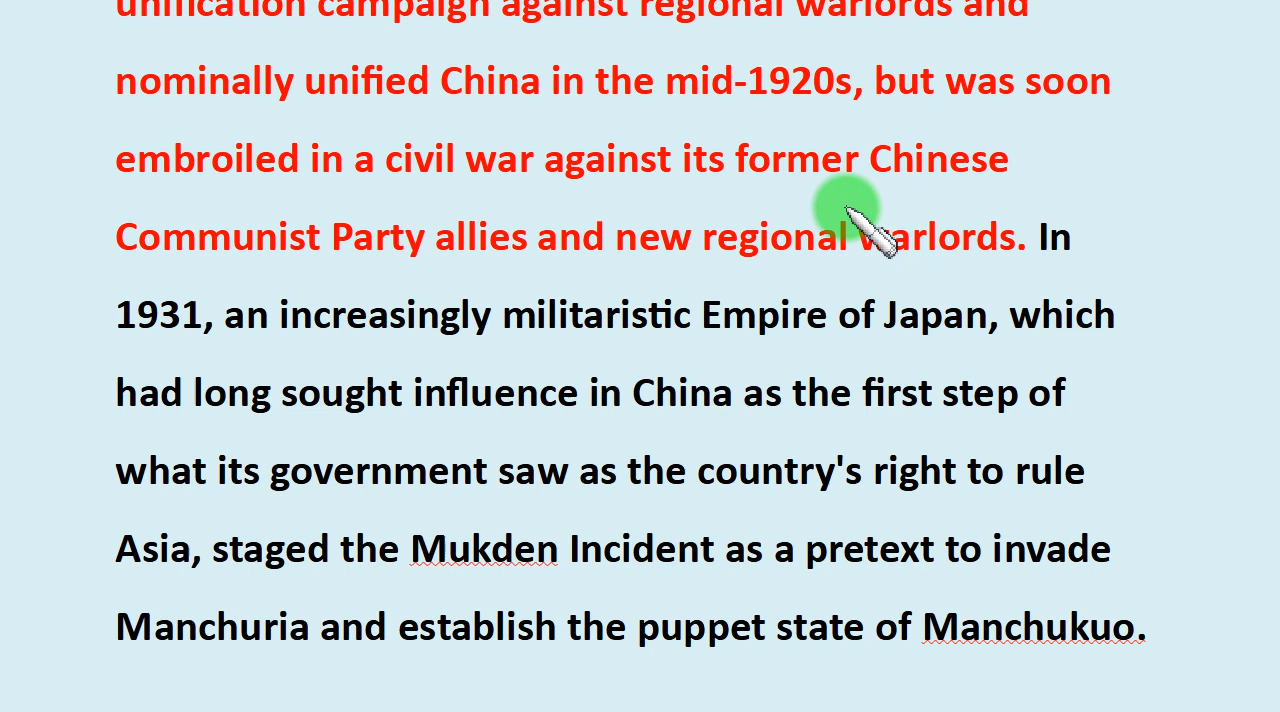 unification campaign against regional warlords and
nominally unified China in the mid-1920s, but was soon
embroiled in a civil war against its former Chinese
Communist Party allies and new regional warlords. In
1931, an increasingly militaristic Empire of Japan, which
had long sought influence in China as the first step of
what its government saw as the country's right to rule
Asia, staged the Mukden Incident as a pretext to invade
Manchuria and establish the puppet state of Manchukuo.